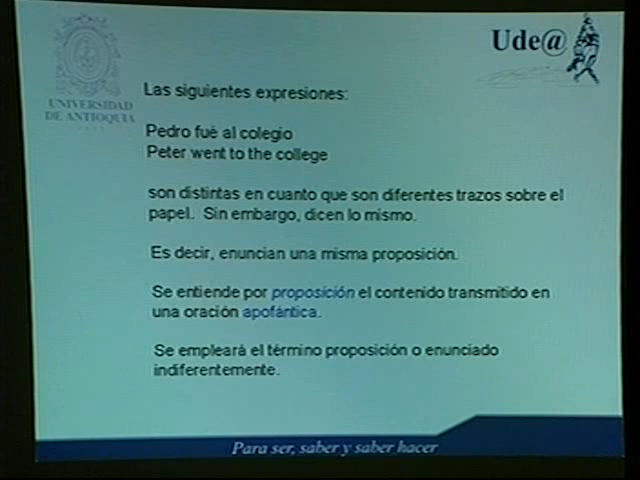 UNIVERSIDAD
DE ANTIOQUIA
Ude@
Las siguientes expresiones:
Pedro fué al colegio
Peter went to the college
son distintas en cuanto que son diferentes trazos sobre el
papel. Sin embargo, dicen lo mismo.
Es decir, enuncian una misma proposición.
Se entiende por proposición el contenido transmitido en
una oración apofántica.
Se empleará el término proposición o enunciado
indiferentemente.
Para ser, saber y saber hacer